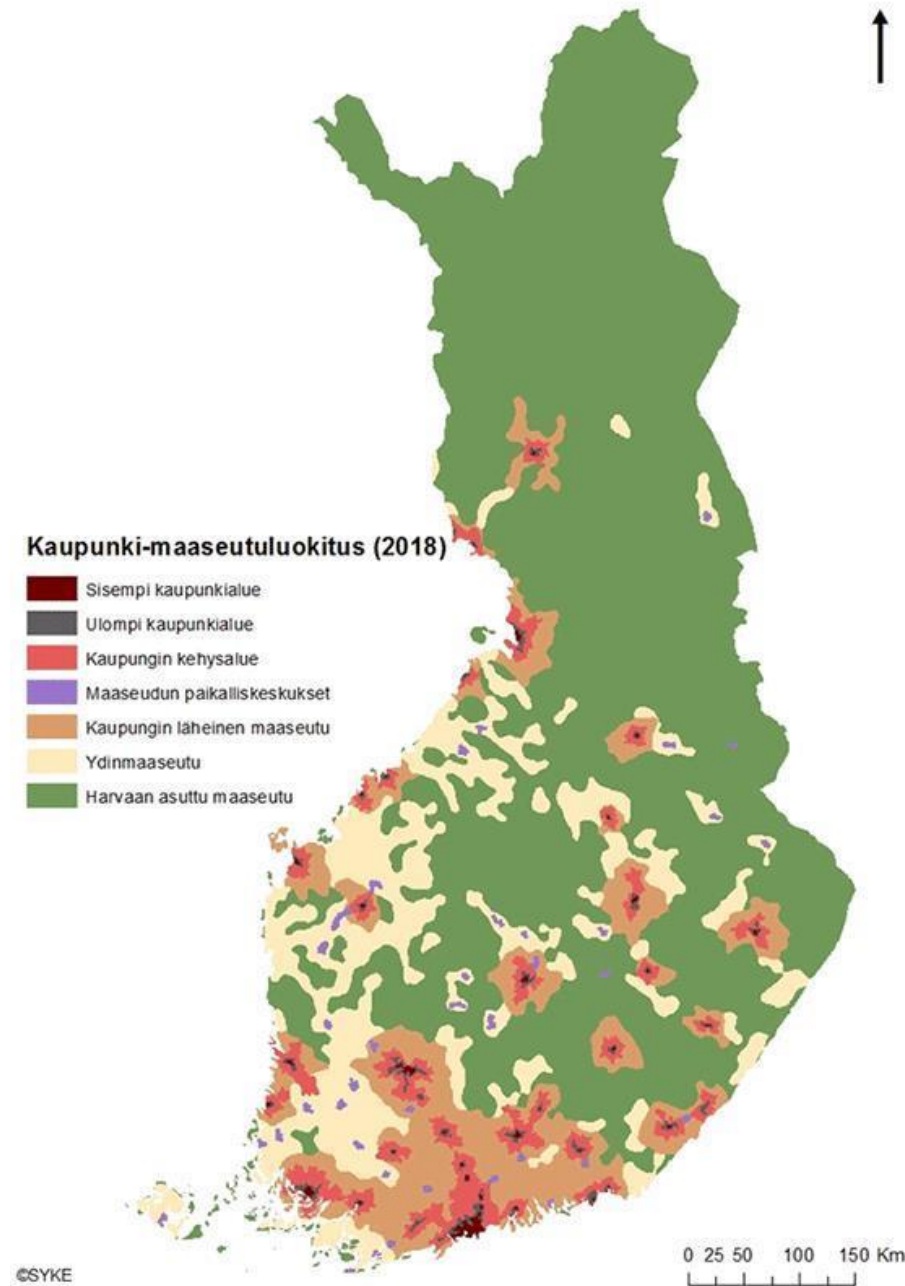 Kaupunki-maaseutuluokitus (2018)
Sisempi kaupunkialue
Ulompi kaupunkialue
Kaupungin kehysalue
Maaseudun paikalliskeskukset
Kaupungin läheinen maaseutu
Ydinmaaseutu
Harvaan asuttu maaseutu
0 25 50 100 150 Km
©SYKE